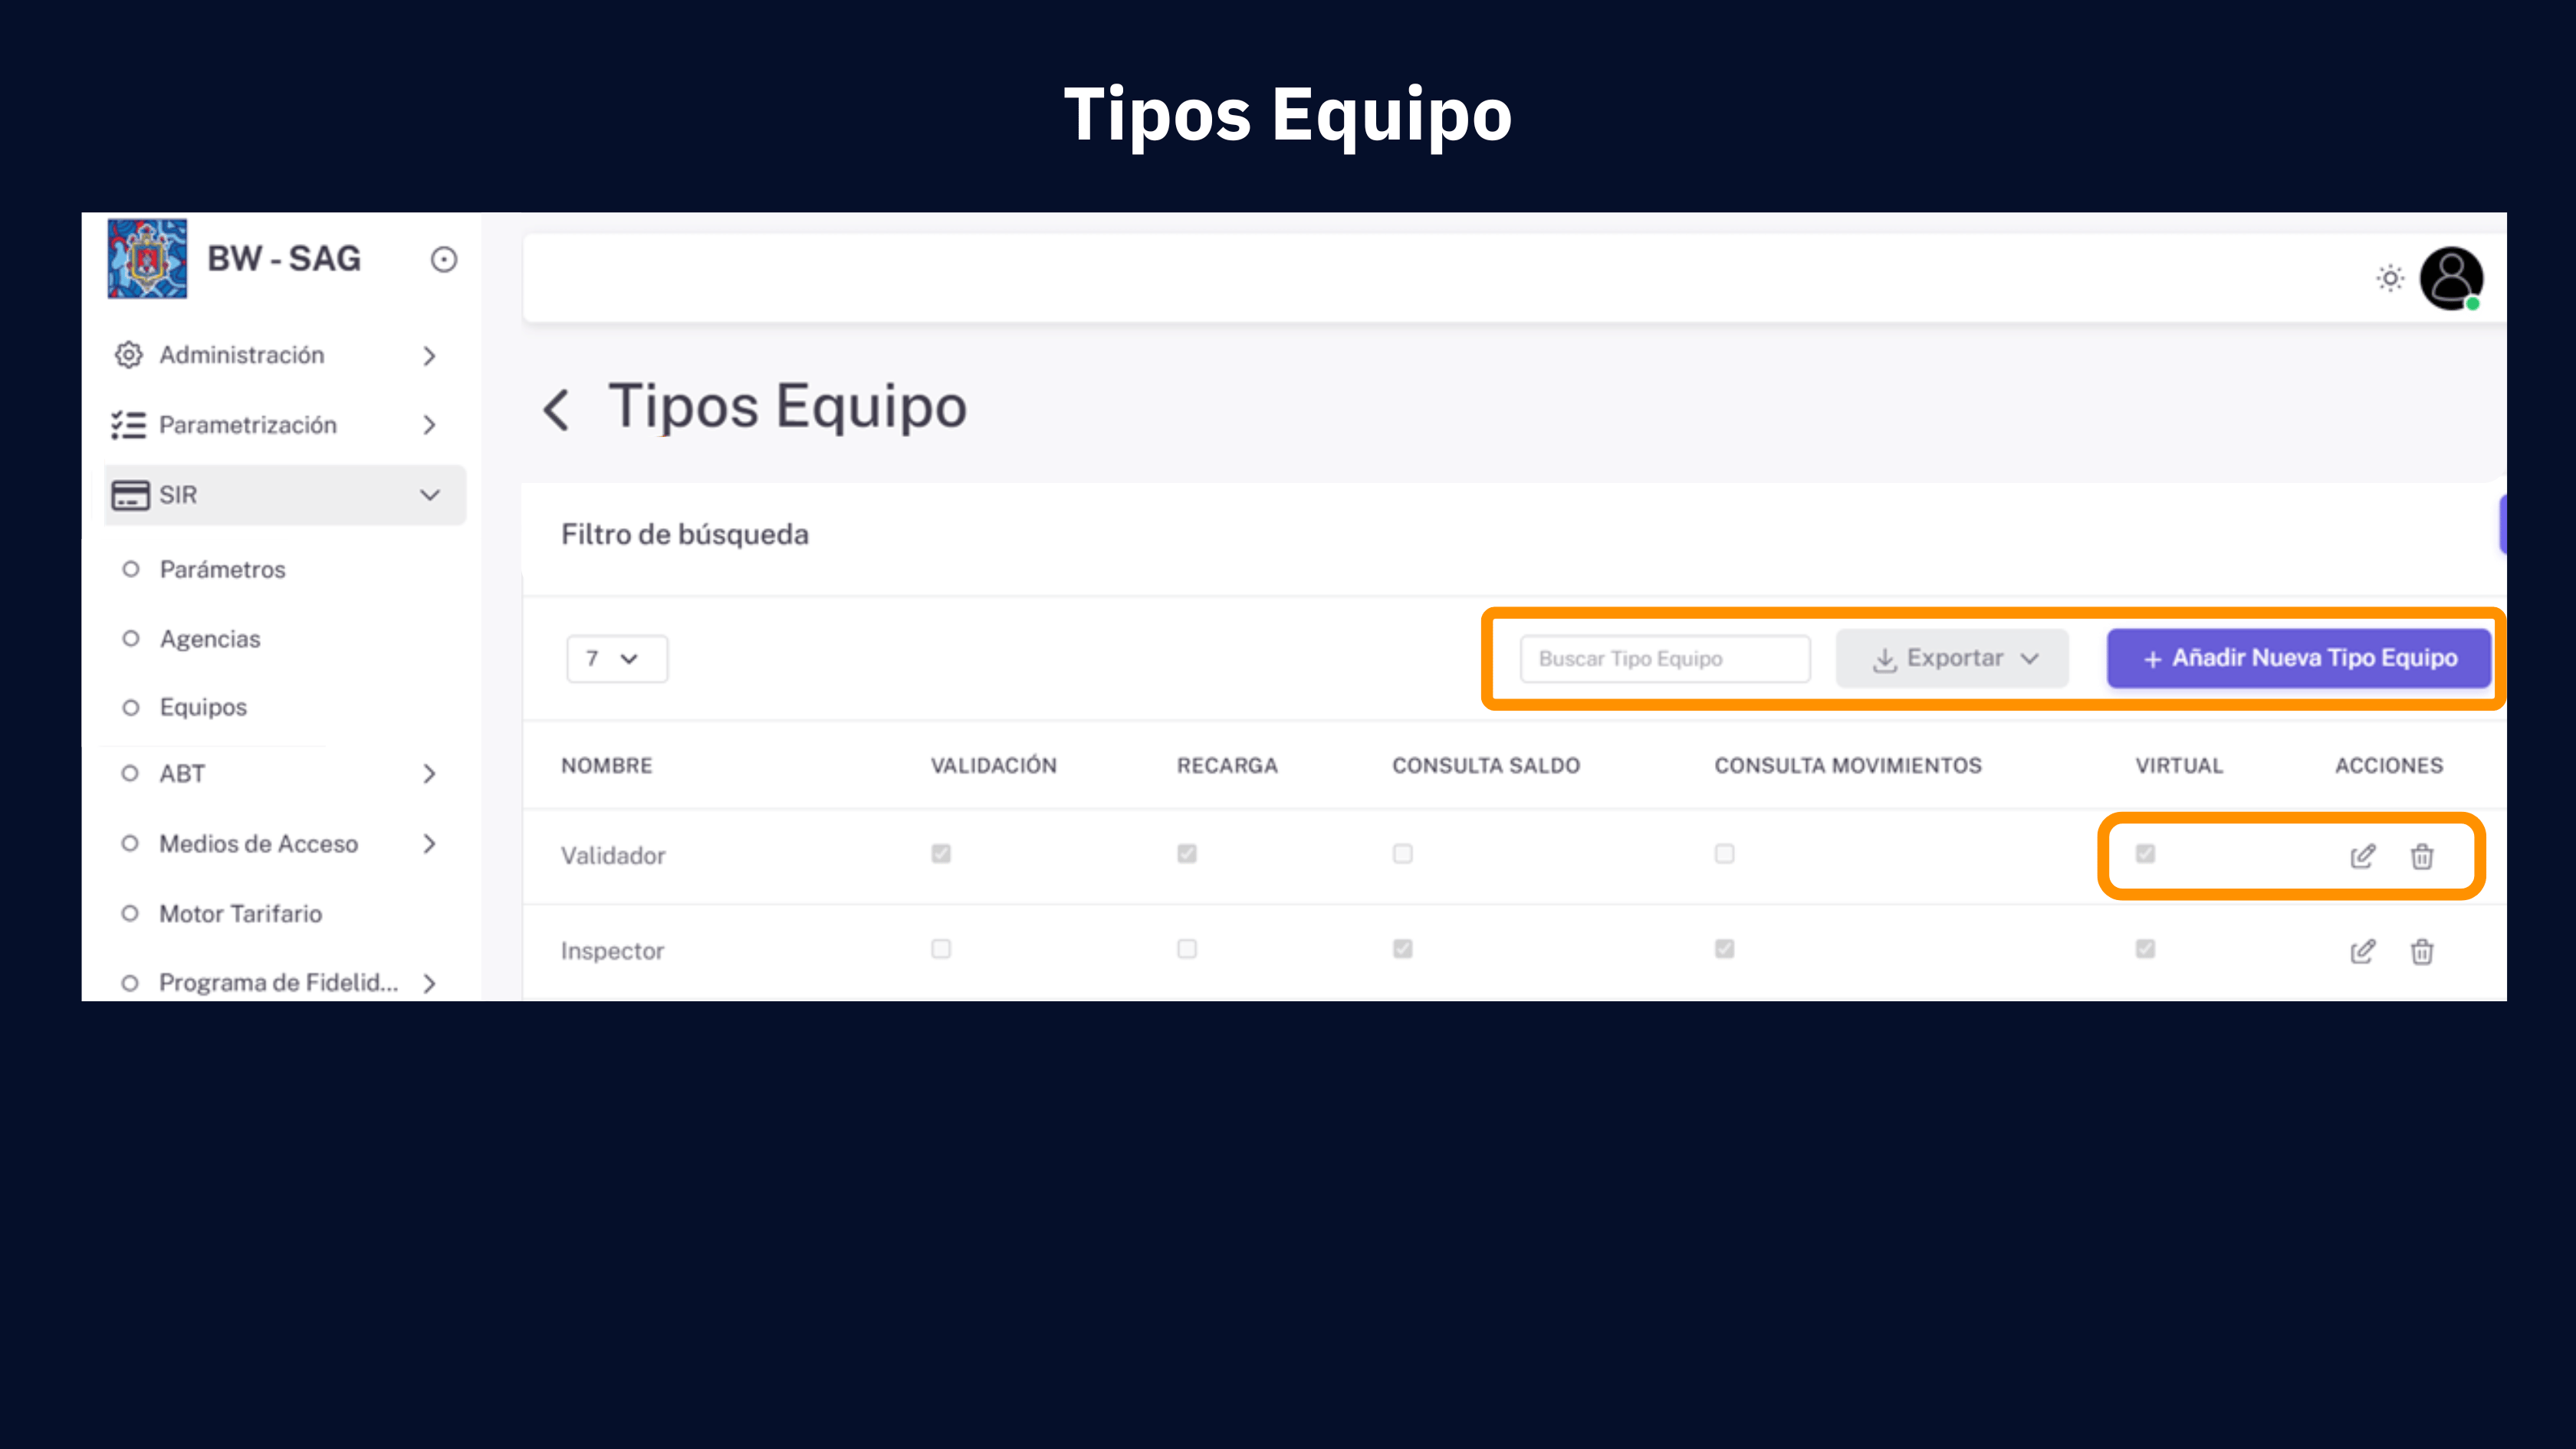 Tipos Equipo
BW - SAG
Administración
Parametrización
SIR
Parámetros
Agencias
Equipos
ABT
Medios de Acceso
Motor Tarifario
Programa de Fidelid...
Tipos Equipo
Filtro de búsqueda
7
Buscar Tipo Equipo
Exportar
+ Añadir Nueva Tipo Equipo
NOMBRE VALIDACIÓN RECARGA CONSULTA SALDO CONSULTA MOVIMIENTOS VIRTUAL ACCIONES
Validador
Inspector